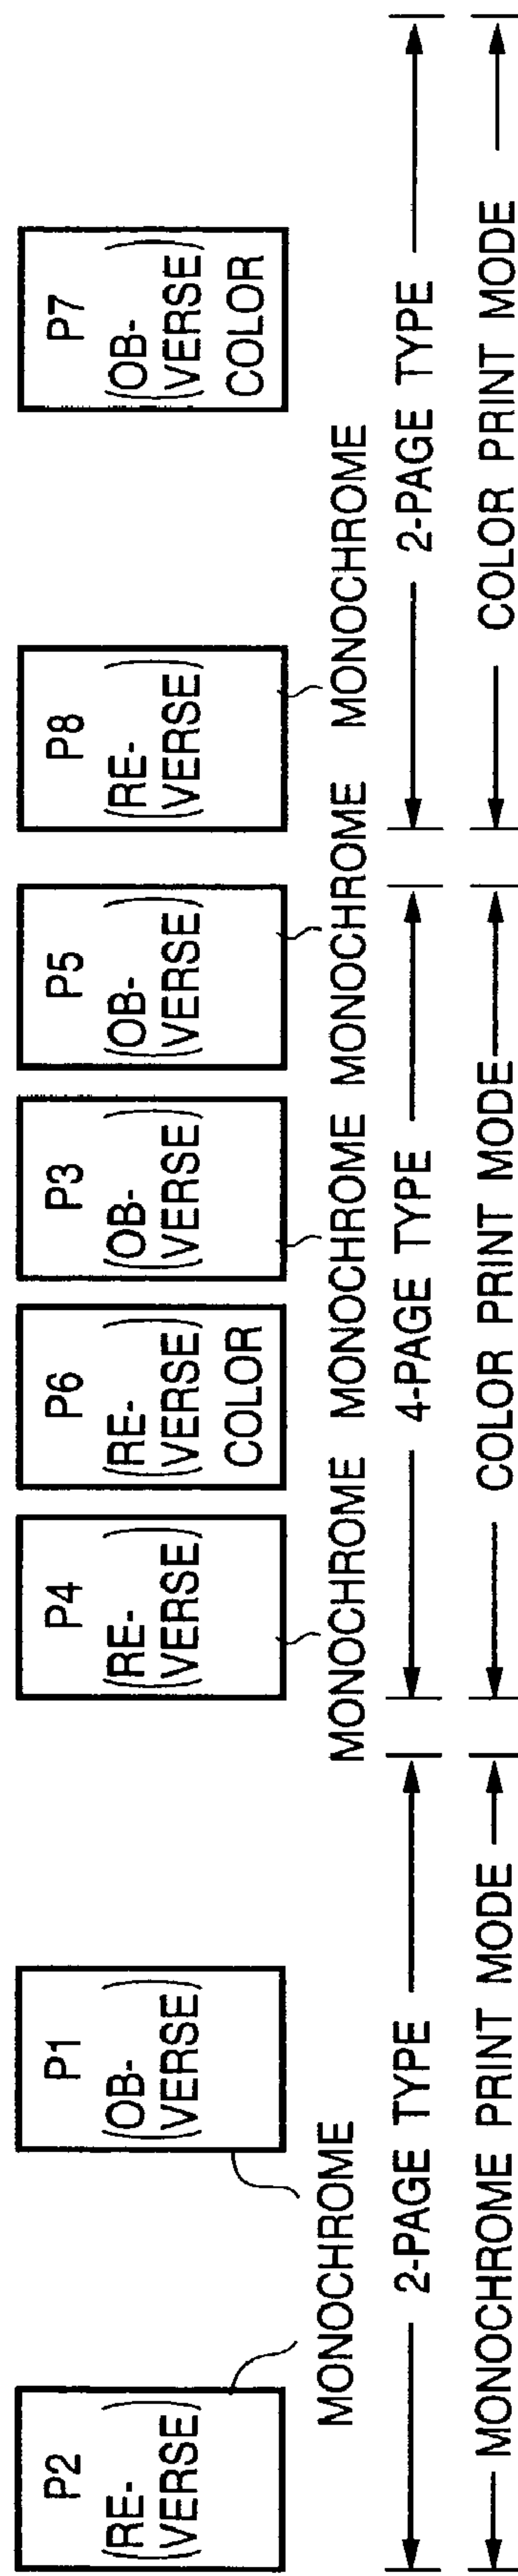 P2
(RE-
VERSE)
P1
(OB-
VERSE)
P4
(RE-
VERSE)
P6
(RE-
VERSE)
COLOR
P3
(OB-
VERSE)
P5
(OB-
VERSE)
P8
(RE-
VERSE)
P7
(OB-
VERSE)
COLOR
MONOCHROME
MONOCHROME
MONOCHROME
MONOCHROME
MONOCHROME
2-PAGE TYPE
4-PAGE TYPE
2-PAGE TYPE
MONOCHROME PRINT MODE
COLOR PRINT MODE
COLOR PRINT MODE